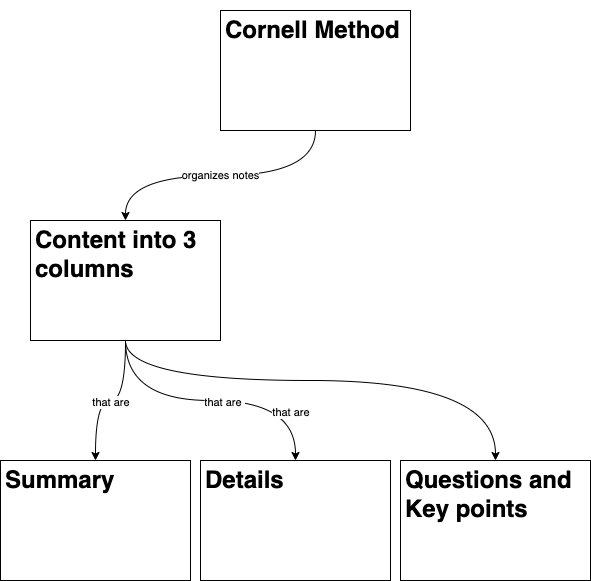 Cornell Method
organizes notes
Content into 3
columns
that are
that are
that are
Summary
Details
Questions and
Key points